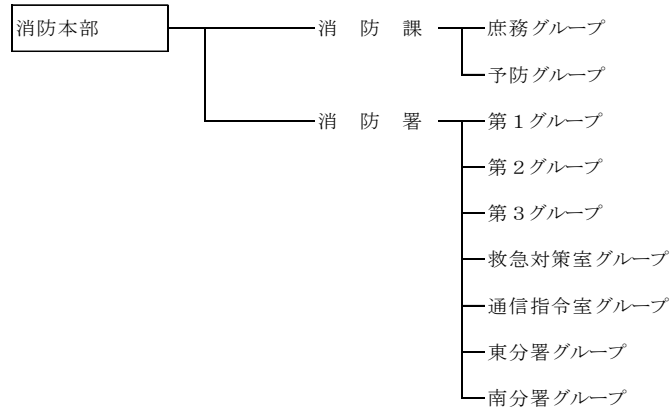 消防本部 消 防 課 庶務グループ
予防グループ
消 防 署 第1グループ
第2グループ
第3グループ
救急対策室グループ
通信指令室グループ
東分署グループ
南分署グループ